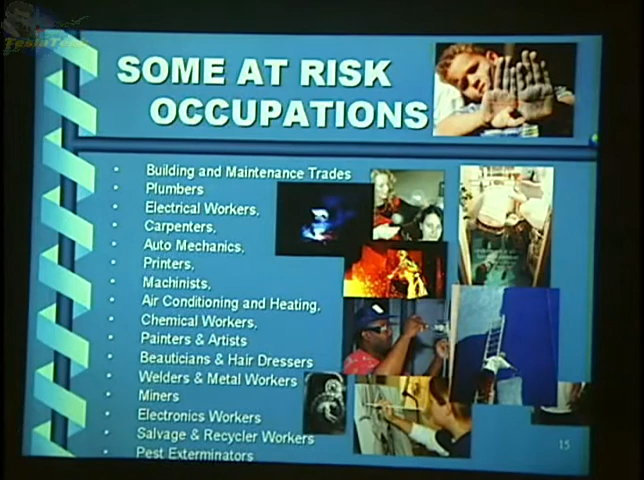 SOME AT RISK
OCCUPATIONS
Building and Maintenance Trades
Plumbers
Electrical Workers,
Carpenters,
Auto Mechanics,
Printers,
Machinists,
Air Conditioning and Heating,
Chemical Workers,
Painters & Artists
Beauticians & Hair Dressers
Welders & Metal Workers
Miners
Electronics Workers
Salvage & Recycler Workers
Pest Exterminators
15